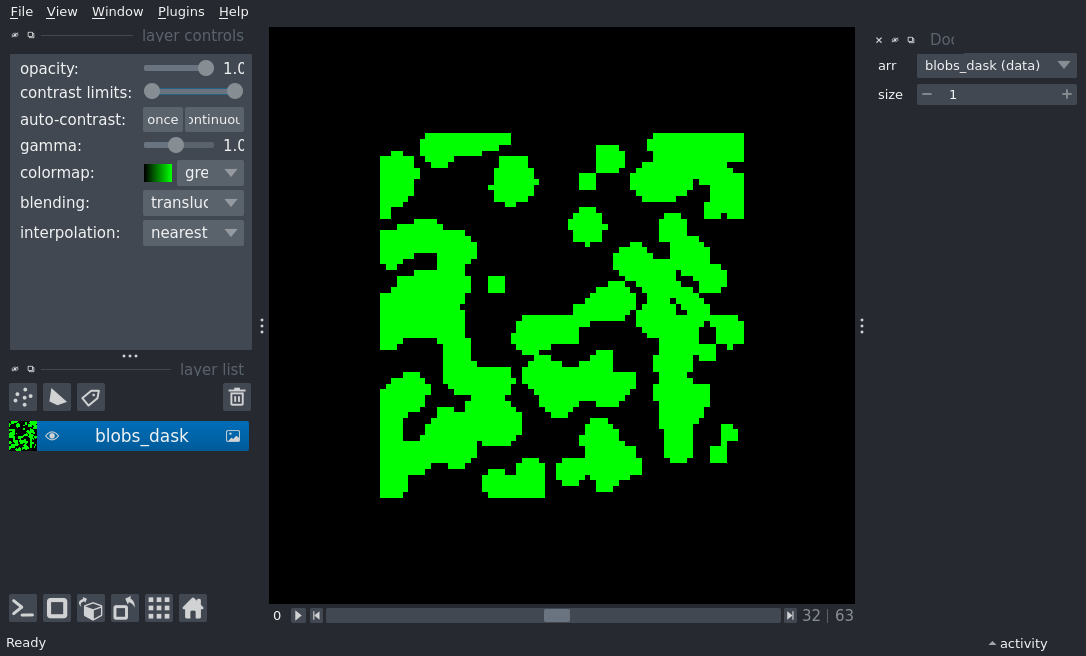 File View Window Plugins Help
layer controls
opacity: 1.0
contrast limits:
auto-contrast: once ontinuou
gamma: 1.0
colormap: gre
blending: transluc
interpolation: nearest
layer list
blobs_dask
0 32 | 63
Ready
Doc
arr blobs_dask (data)
size 1
activity